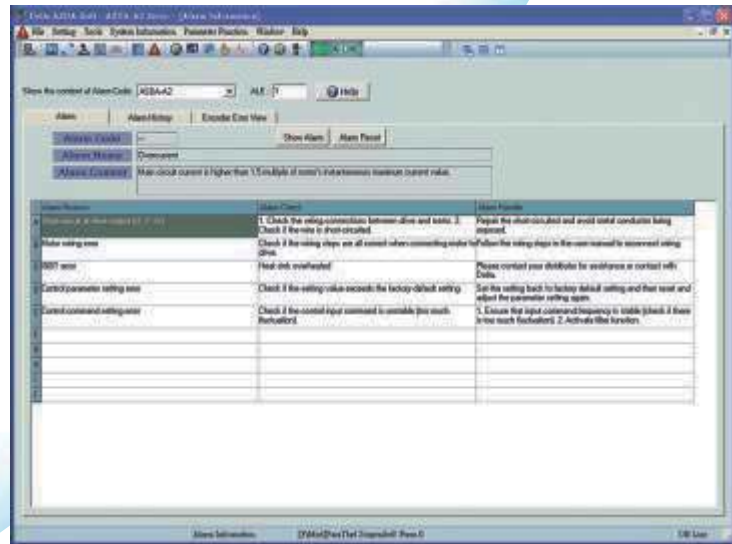 File Setting Tools System Information Parameter Function Window Help
Show the content of Alarm Code: ASDA-A2 ALE: 1 Help
Alarm Alarm History Encoder Error View
Alarm Code Show Alarm Alarm Reset
Alarm Name Overcurrent
Alarm Content Main circuit current is higher than 1.5 multiple of motor's instantaneous maximum current value.
Alarm Reason Alarm Check Alarm Handle
1. Check the wiring connections between drive and motor. 2. Repair the short-circuited and avoid metal conductor being
Check if the wire is short-circuited. exposed.
Motor wiring error Check if the wiring steps are all correct when connecting motor to Follow the wiring steps in the user manual to reconnect wiring
drive.
IGBT error Heat sink overheated Please contact your distributor for assistance or contact with
Delta.
Control parameter setting error Check if the setting value exceeds the factory default setting Set the setting back to factory default setting and then reset and
adjust the parameter setting again.
Control command setting error Check if the control input command is unstable (too much 1. Ensure that input command frequency is stable (check if there
fluctuation). is too much fluctuation). 2. Activate filter function.
Alarm Information